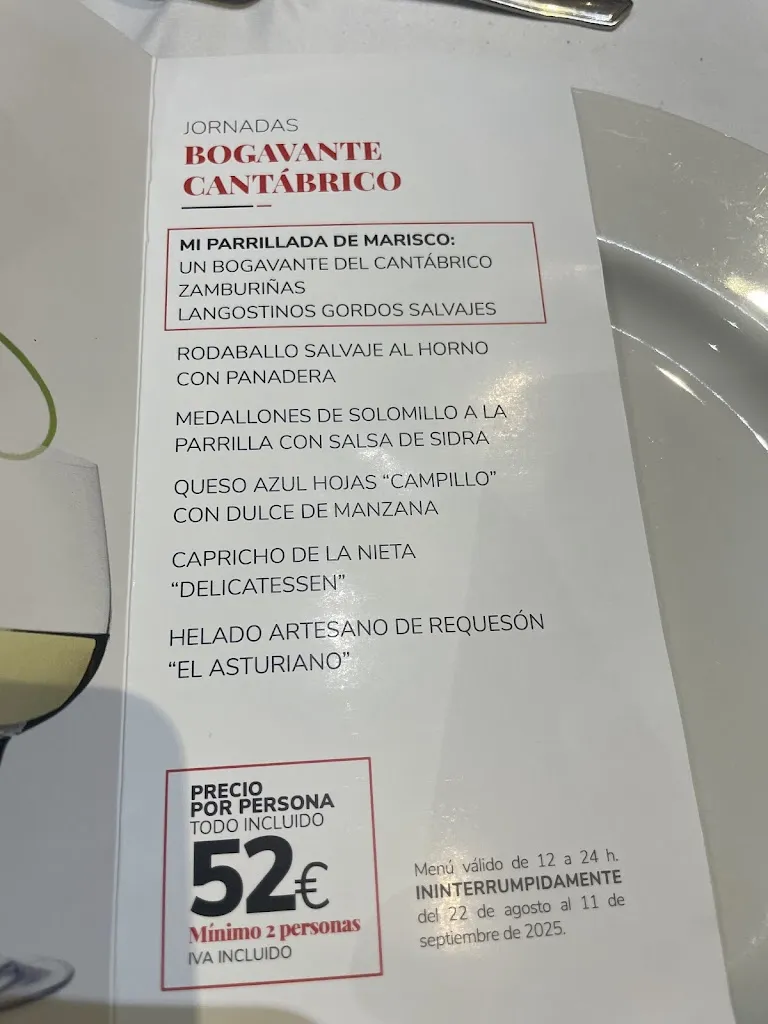 JORNADAS
BOGAVANTE
CANTÁBRICO
MI PARRILLADA DE MARISCO:
UN BOGAVANTE DEL CANTÁBRICO
ZAMBURIÑAS
LANGOSTINOS GORDOS SALVAJES
RODABALLO SALVAJE AL HORNO
CON PANADERA
MEDALLONES DE SOLOMILLO A LA
PARRILLA CON SALSA DE SIDRA
QUESO AZUL HOJAS “CAMPILLO”
CON DULCE DE MANZANA
CAPRICHO DE LA NIETA
“DELICATESSEN”
HELADO ARTESANO DE REQUESÓN
“EL ASTURIANO”
PRECIO
POR PERSONA
TODO INCLUIDO
52€
Mínimo 2 personas
IVA INCLUIDO
Menú válido de 12 a 24 h.
ININTERRUMPIDAMENTE
del 22 de agosto al 11 de
septiembre de 2025.